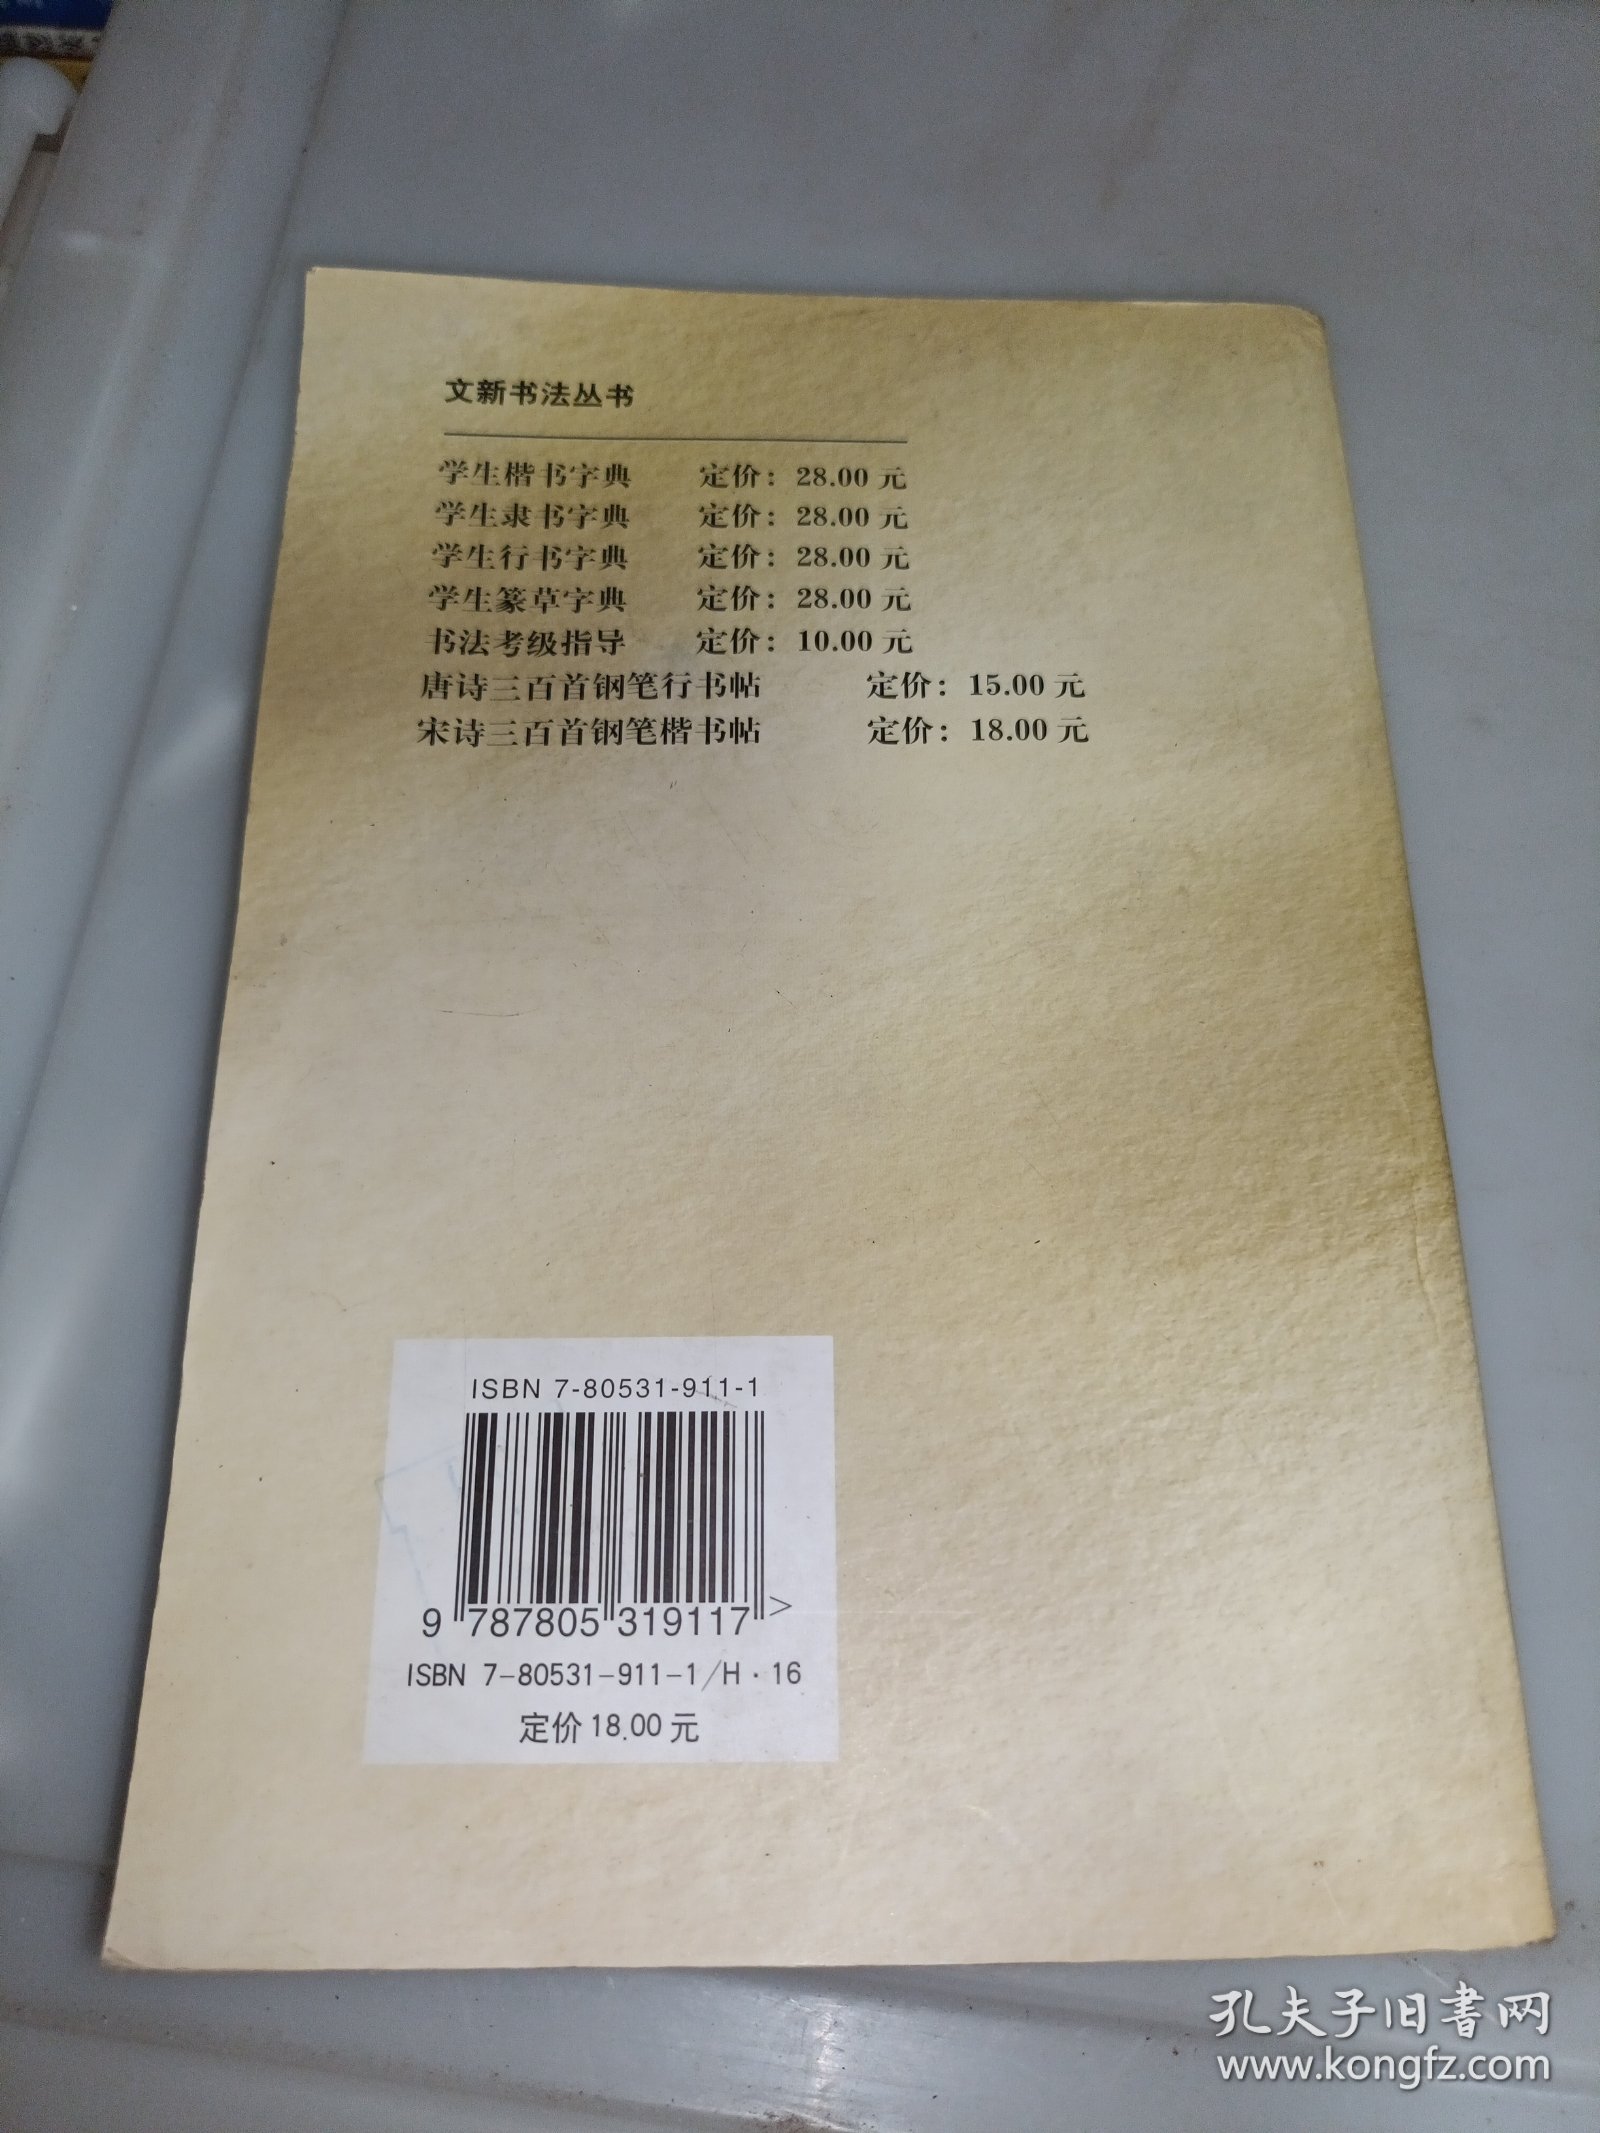 文新书法丛书
学生楷书字典 定价：28.00 元
学生隶书字典 定价：28.00 元
学生行书字典 定价：28.00 元
学生篆草字典 定价：28.00 元
书法考级指导 定价：10.00 元
唐诗三百首钢笔行书帖 定价：15.00 元
宋诗三百首钢笔楷书帖 定价：18.00 元
ISBN 7-80531-911-1
9 787805 319117 >
ISBN 7-80531-911-1/H·16
定价 18.00 元
孔夫子旧書网
www.kongfz.com